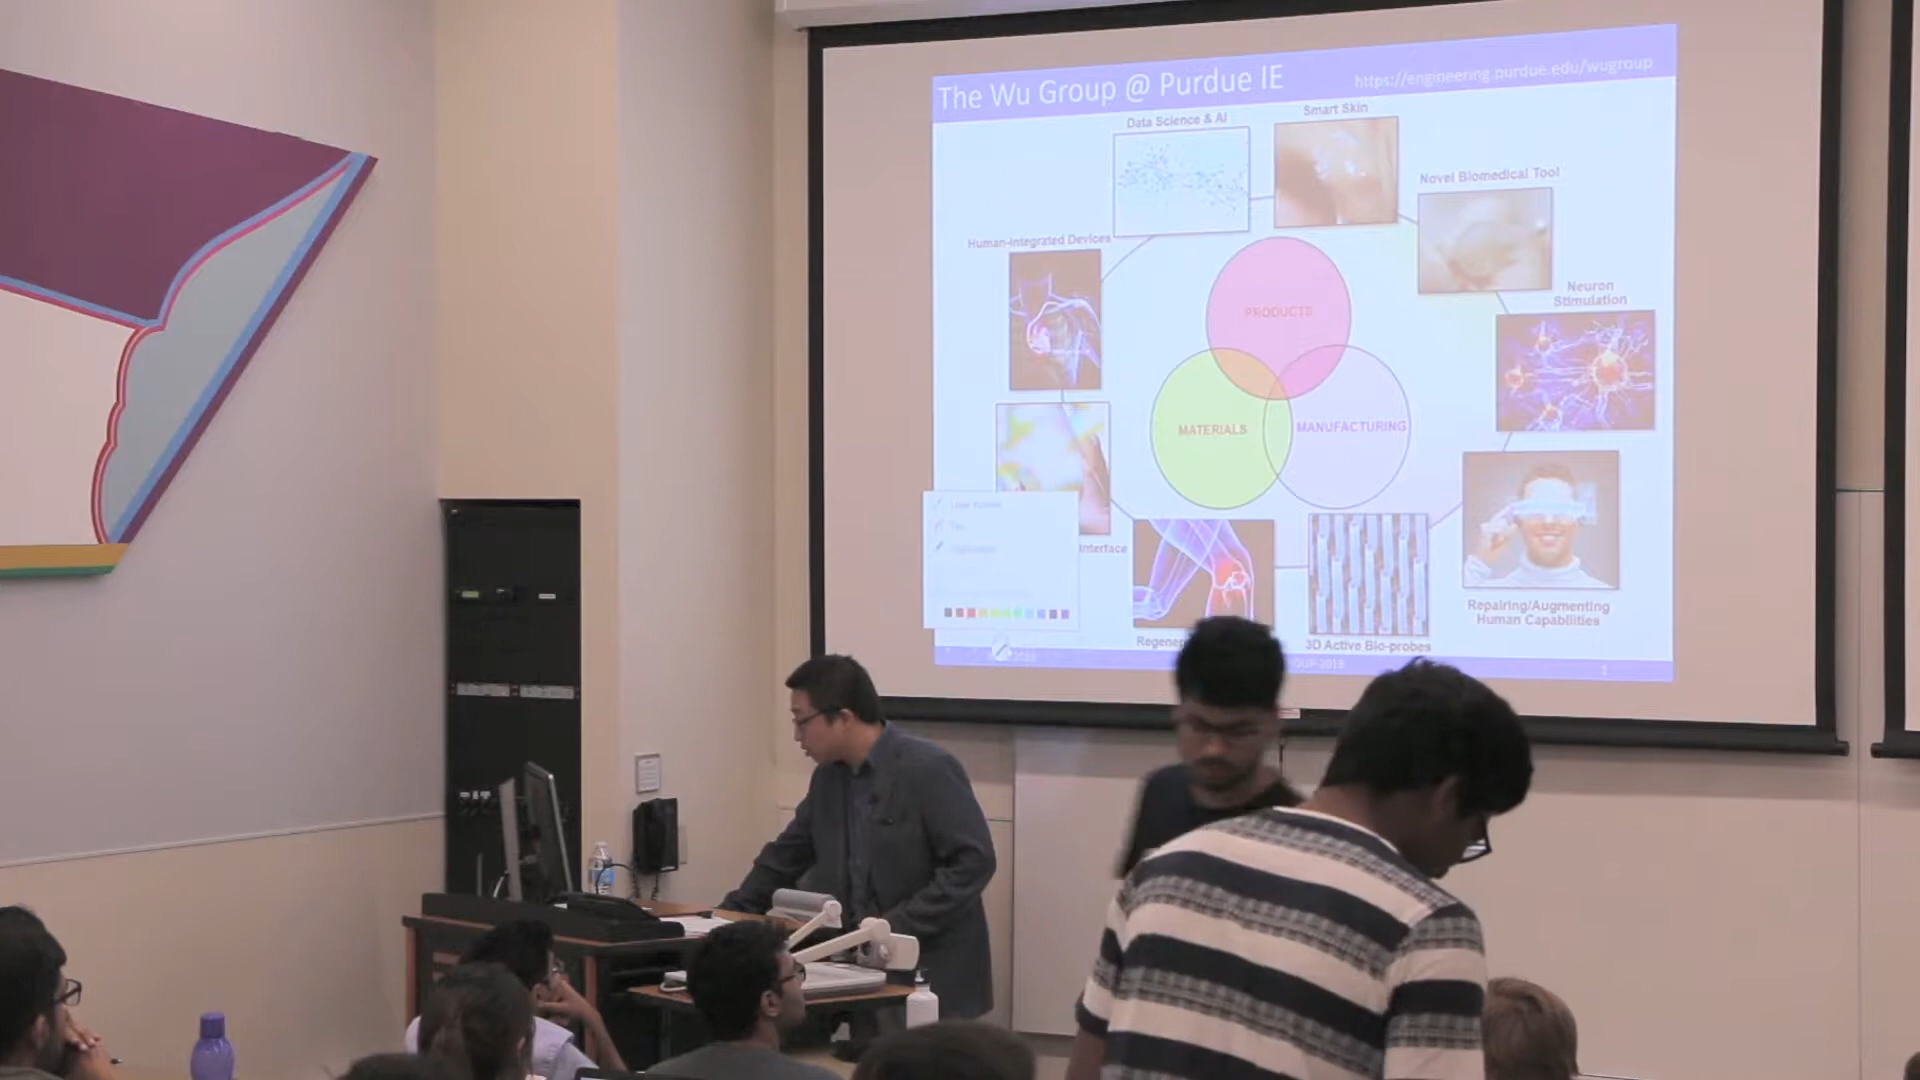 The Wu Group @ Purdue IE
https://engineering.purdue.edu/wugroup
Data Science & AI
Smart Skin
Novel Biomedical Tool
Human-Integrated Devices
Neuron
Stimulation
PRODUCTS
MATERIALS
MANUFACTURING
Interface
Repairing/Augmenting
Human Capabilities
3D Active Bio-probes
1